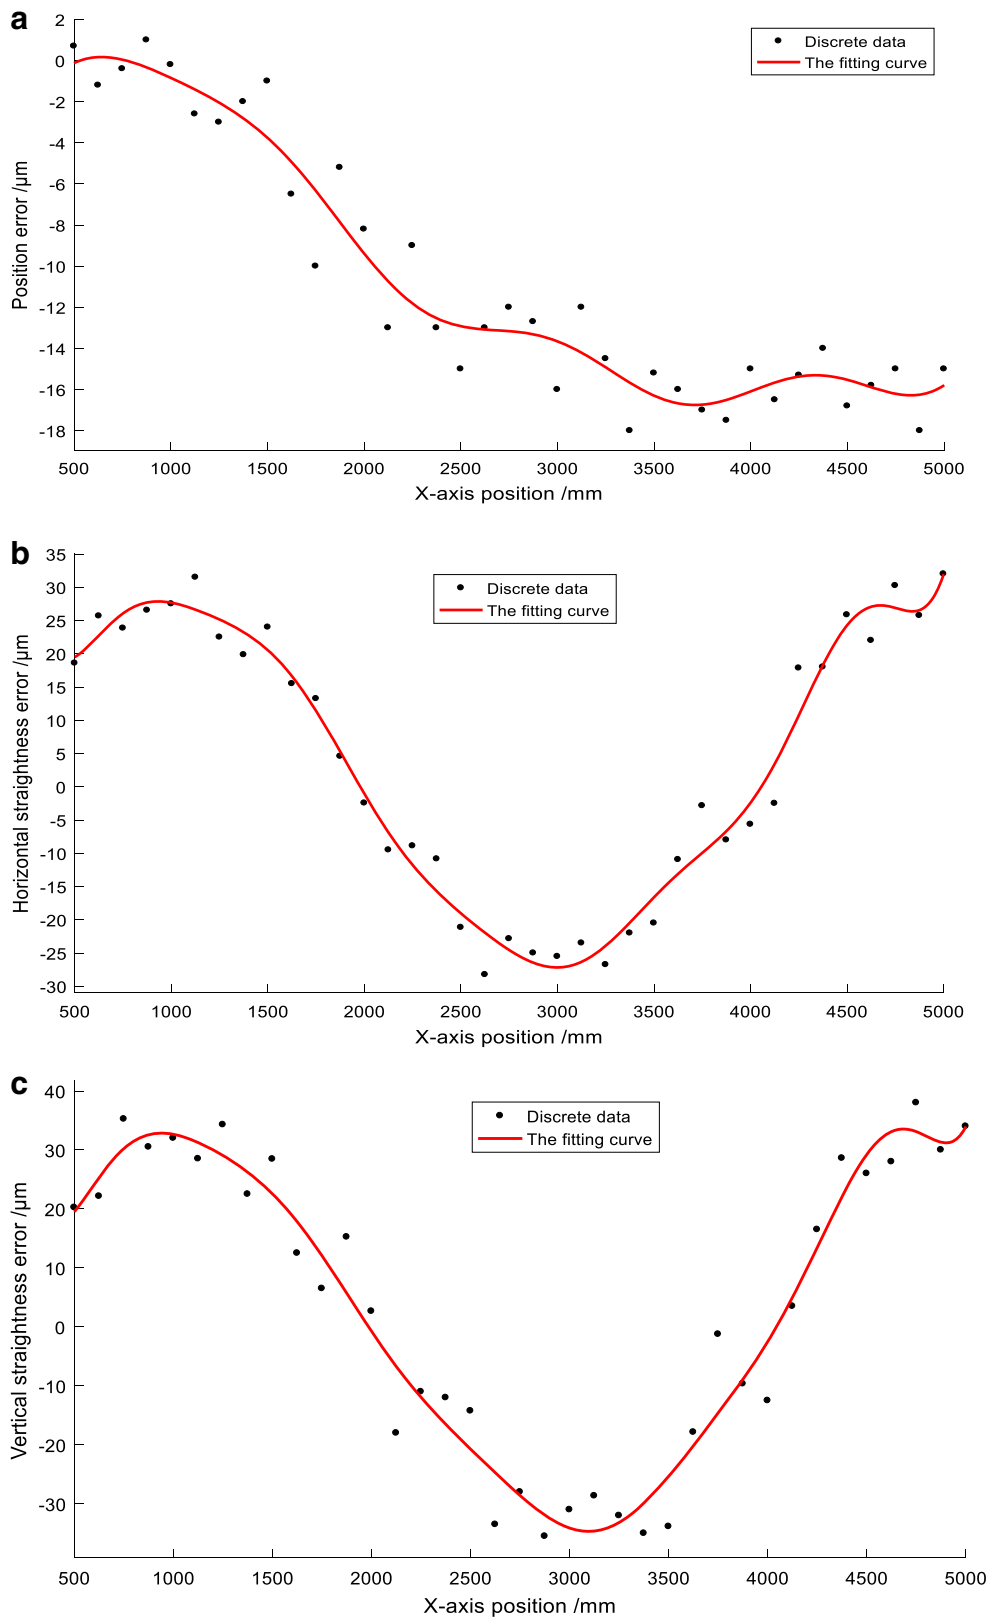 a
2
0
-2
-4
-6
-8
-10
-12
-14
-16
-18
Position error /μm
Discrete data
The fitting curve
500 1000 1500 2000 2500 3000 3500 4000 4500 5000
X-axis position /mm
b
35
30
25
20
15
10
5
0
-5
-10
-15
-20
-25
-30
Horizontal straightness error /μm
Discrete data
The fitting curve
500 1000 1500 2000 2500 3000 3500 4000 4500 5000
X-axis position /mm
c
40
30
20
10
0
-10
-20
-30
Vertical straightness error /μm
Discrete data
The fitting curve
500 1000 1500 2000 2500 3000 3500 4000 4500 5000
X-axis position /mm